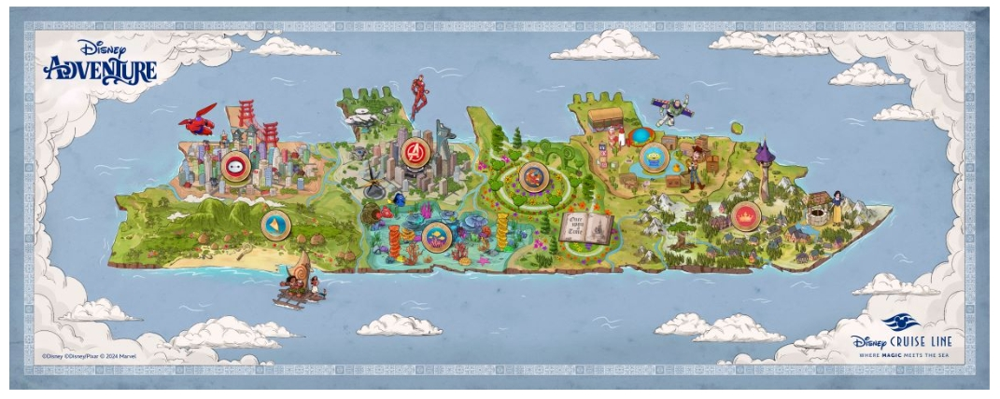 Disney
ADVENTURE
Once
upon
a
Time
©Disney ©Disney/Pixar © 2024 Marvel
Disney CRUISE LINE
WHERE MAGIC MEETS THE SEA